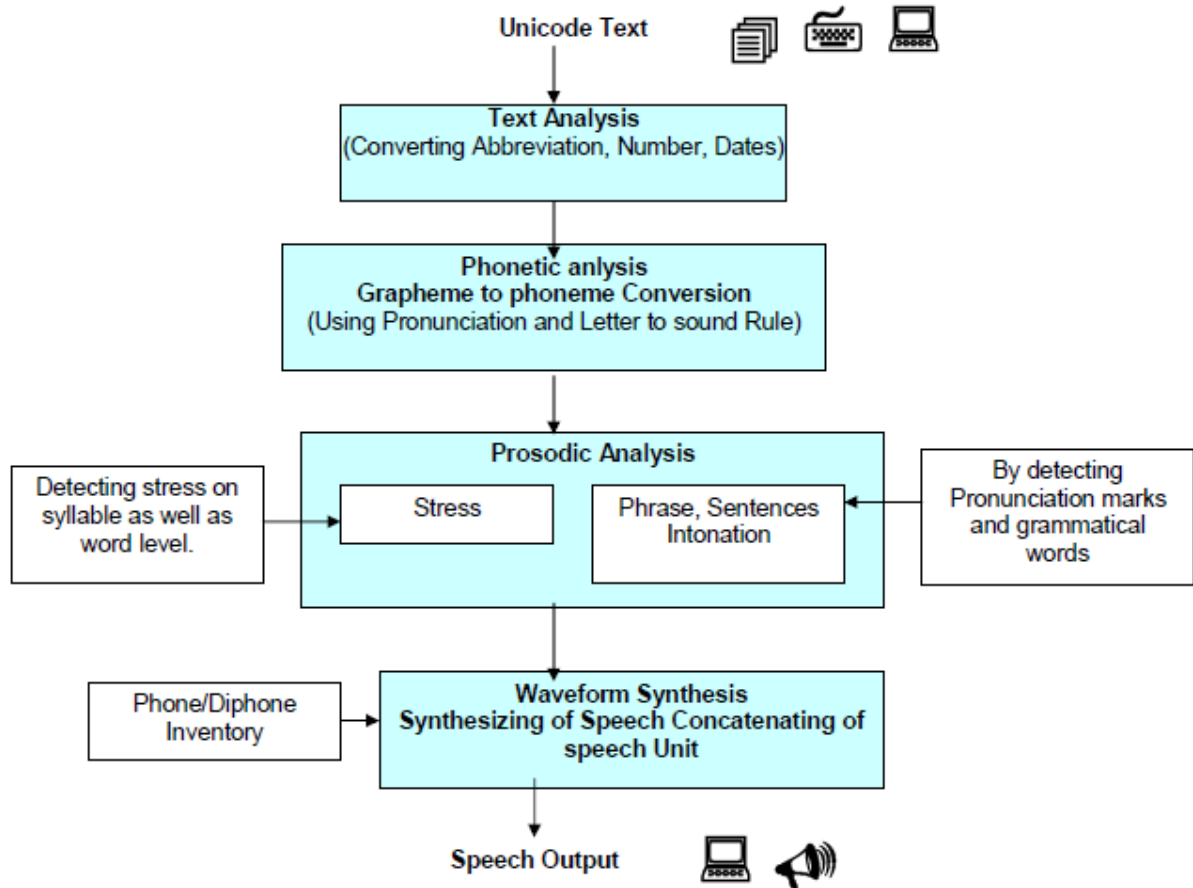 Unicode Text
Text Analysis
(Converting Abbreviation, Number, Dates)
Phonetic anlysis
Grapheme to phoneme Conversion
(Using Pronunciation and Letter to sound Rule)
Prosodic Analysis
Detecting stress on
syllable as well as
word level.
Stress
Phrase, Sentences
Intonation
By detecting
Pronunciation marks
and grammatical
words
Phone/Diphone
Inventory
Waveform Synthesis
Synthesizing of Speech Concatenating of
speech Unit
Speech Output